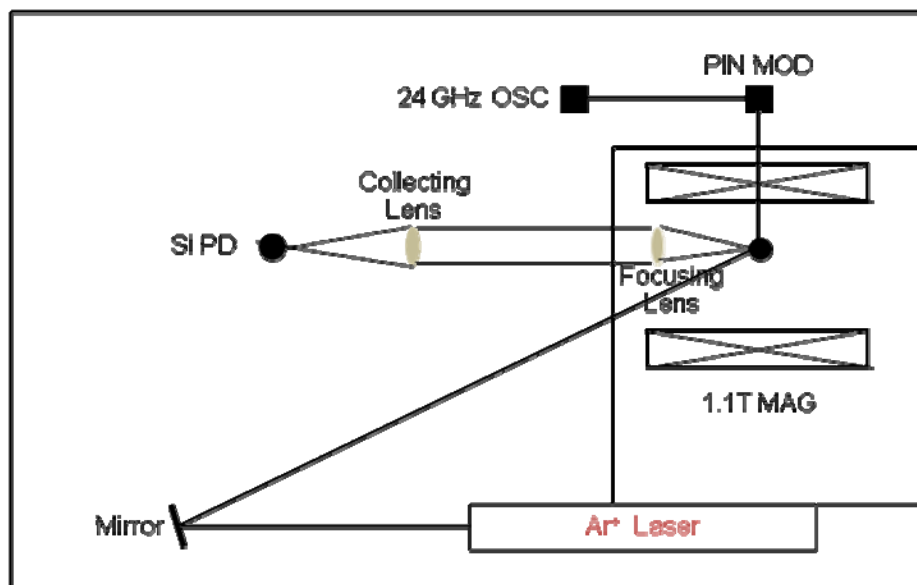 PIN MOD
24 GHz OSC
Collecting
Lens
SI PD
Focusing
Lens
1.1T MAG
Mirror
Ar⁺ Laser